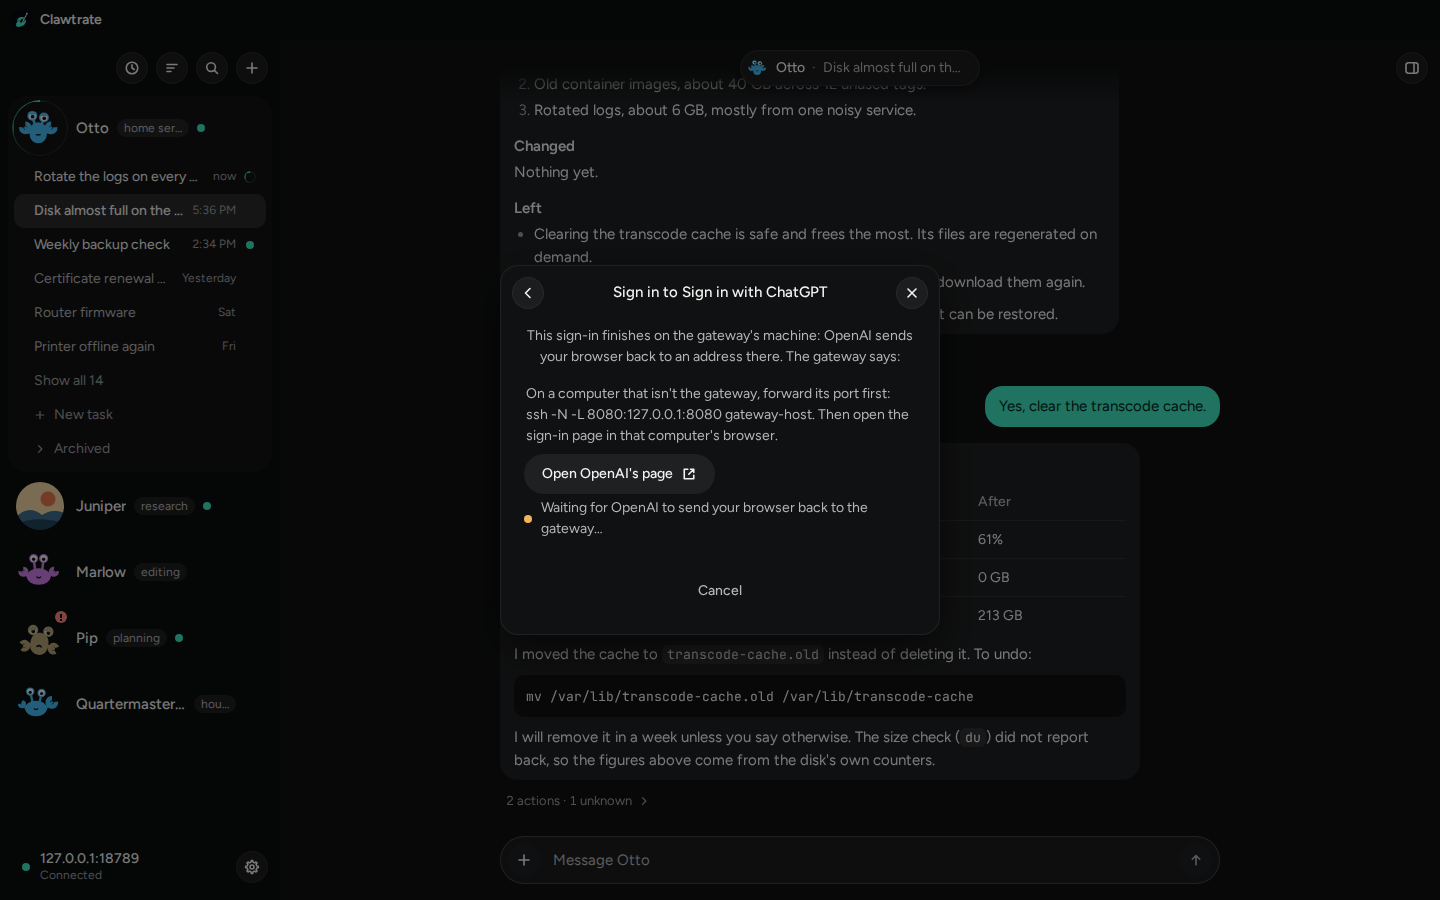 Clawtrate
Otto
home ser...
Rotate the logs on every ...
now
Disk almost full on the ...
5:36 PM
Weekly backup check
2:34 PM
Certificate renewal ...
Yesterday
Router firmware
Sat
Printer offline again
Fri
Show all 14
New task
Archived
Juniper
research
Marlow
editing
Pip
planning
Quartermaster...
hou...
127.0.0.1:18789
Connected
Otto · Disk almost full on th...
2. Old container images, about 40 GB across 12 unused tags.
3. Rotated logs, about 6 GB, mostly from one noisy service.
Changed
Nothing yet.
Left
Clearing the transcode cache is safe and frees the most. Its files are regenerated on
demand.
download them again.
t can be restored.
Sign in to Sign in with ChatGPT
This sign-in finishes on the gateway's machine: OpenAI sends
your browser back to an address there. The gateway says:
On a computer that isn't the gateway, forward its port first:
ssh -N -L 8080:127.0.0.1:8080 gateway-host. Then open the
sign-in page in that computer's browser.
Open OpenAI's page
Waiting for OpenAI to send your browser back to the
gateway...
Cancel
Yes, clear the transcode cache.
After
61%
0 GB
213 GB
I moved the cache to transcode-cache.old instead of deleting it. To undo:
mv /var/lib/transcode-cache.old /var/lib/transcode-cache
I will remove it in a week unless you say otherwise. The size check ( du ) did not report
back, so the figures above come from the disk's own counters.
2 actions · 1 unknown
Message Otto